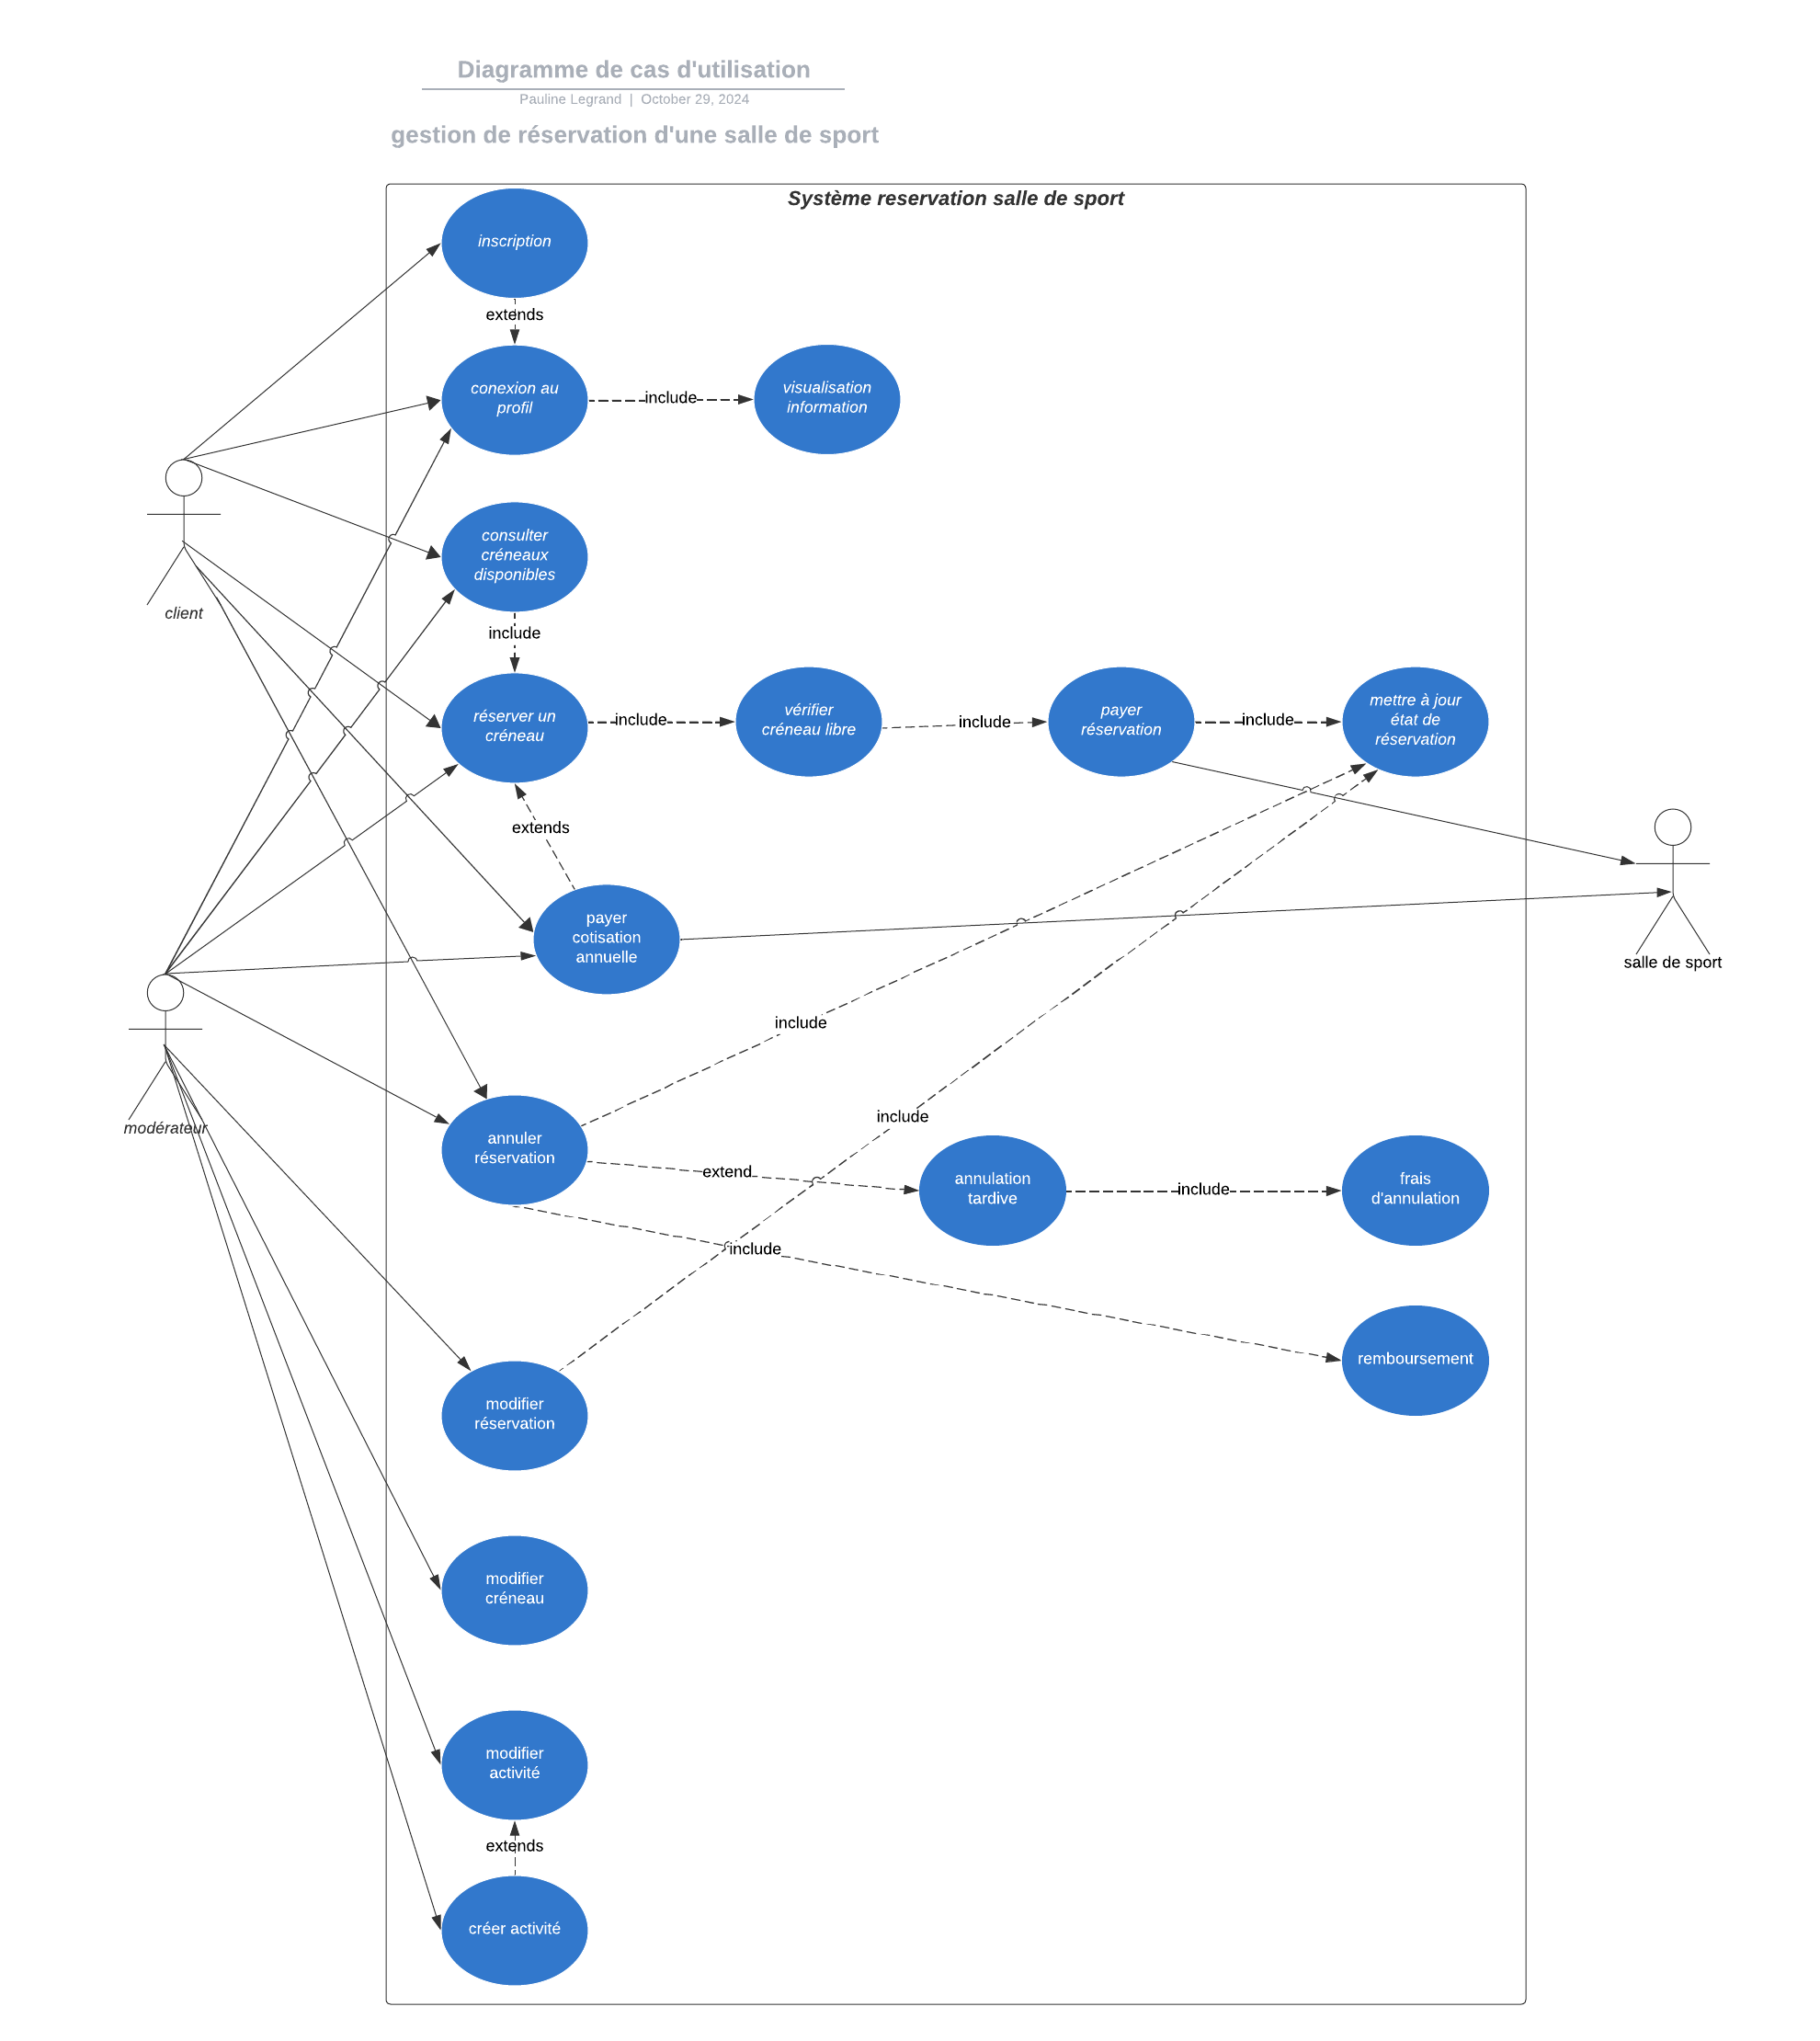 Diagramme de cas d'utilisation
Pauline Legrand | October 29, 2024
gestion de réservation d'une salle de sport
Système reservation salle de sport
inscription
extends
conexion au
profil
include
visualisation
information
consulter
créneaux
disponibles
include
client
réserver un
créneau
include
vérifier
créneau libre
include
payer
réservation
include
mettre à jour
état de
réservation
extends
payer
cotisation
annuelle
salle de sport
include
modérateur
annuler
réservation
include
extend
annulation
tardive
include
frais
d'annulation
include
remboursement
modifier
réservation
modifier
créneau
modifier
activité
extends
créer activité